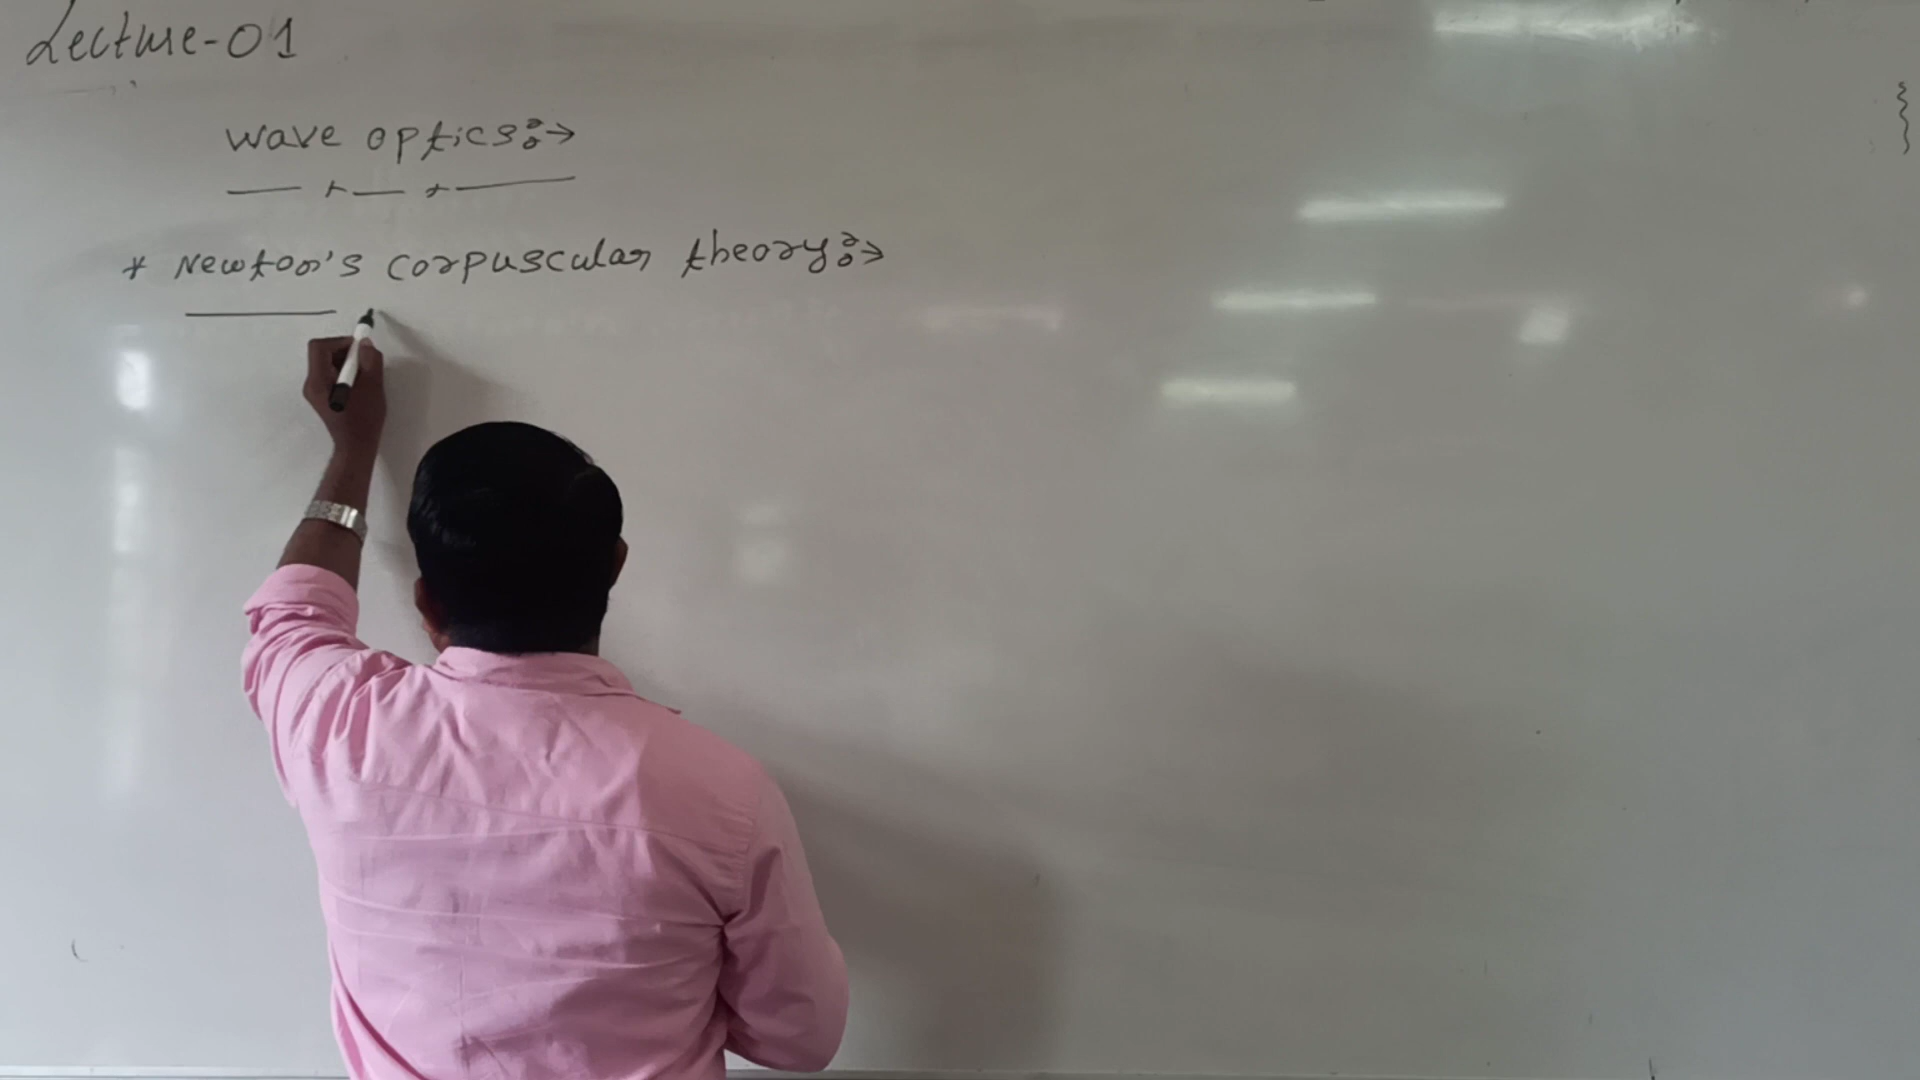 Lecture-01
wave optics:→
* Newton's corpuscular theory:→